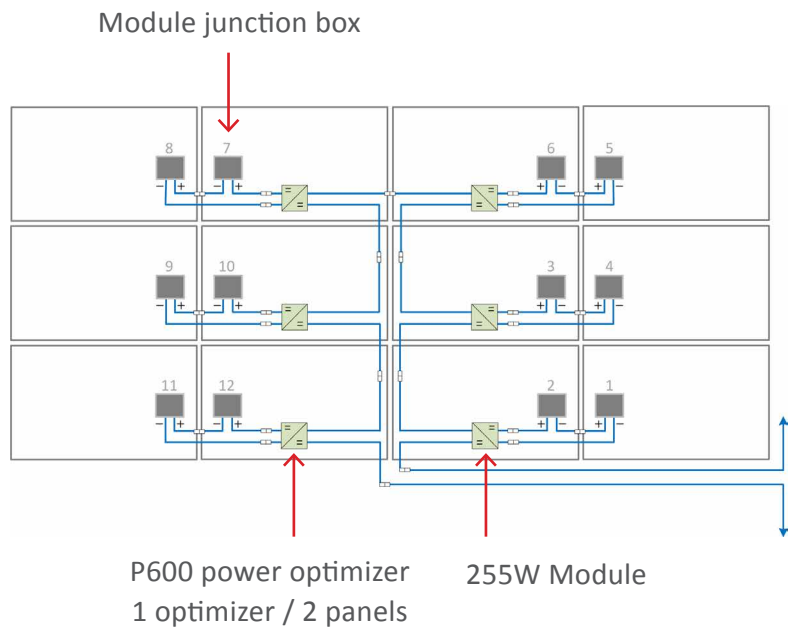 Module junction box
8 7 6 5
− + − + + − + −
9 10 3 4
− + − + + − + −
11 12 2 1
− + − + + − + −
P600 power optimizer
1 optimizer / 2 panels
255W Module